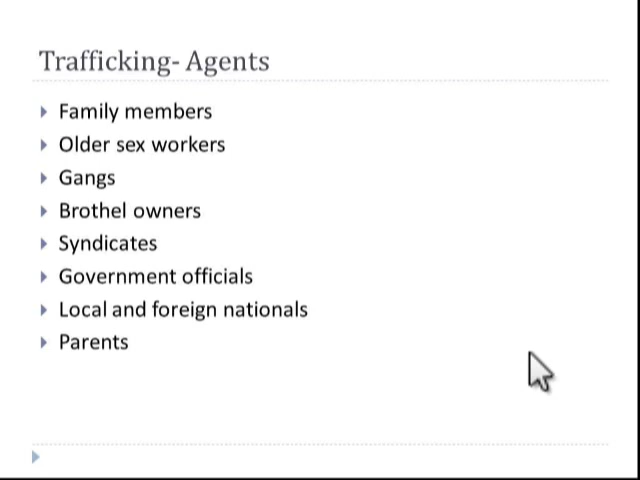 Trafficking- Agents
Family members
Older sex workers
Gangs
Brothel owners
Syndicates
Government officials
Local and foreign nationals
Parents